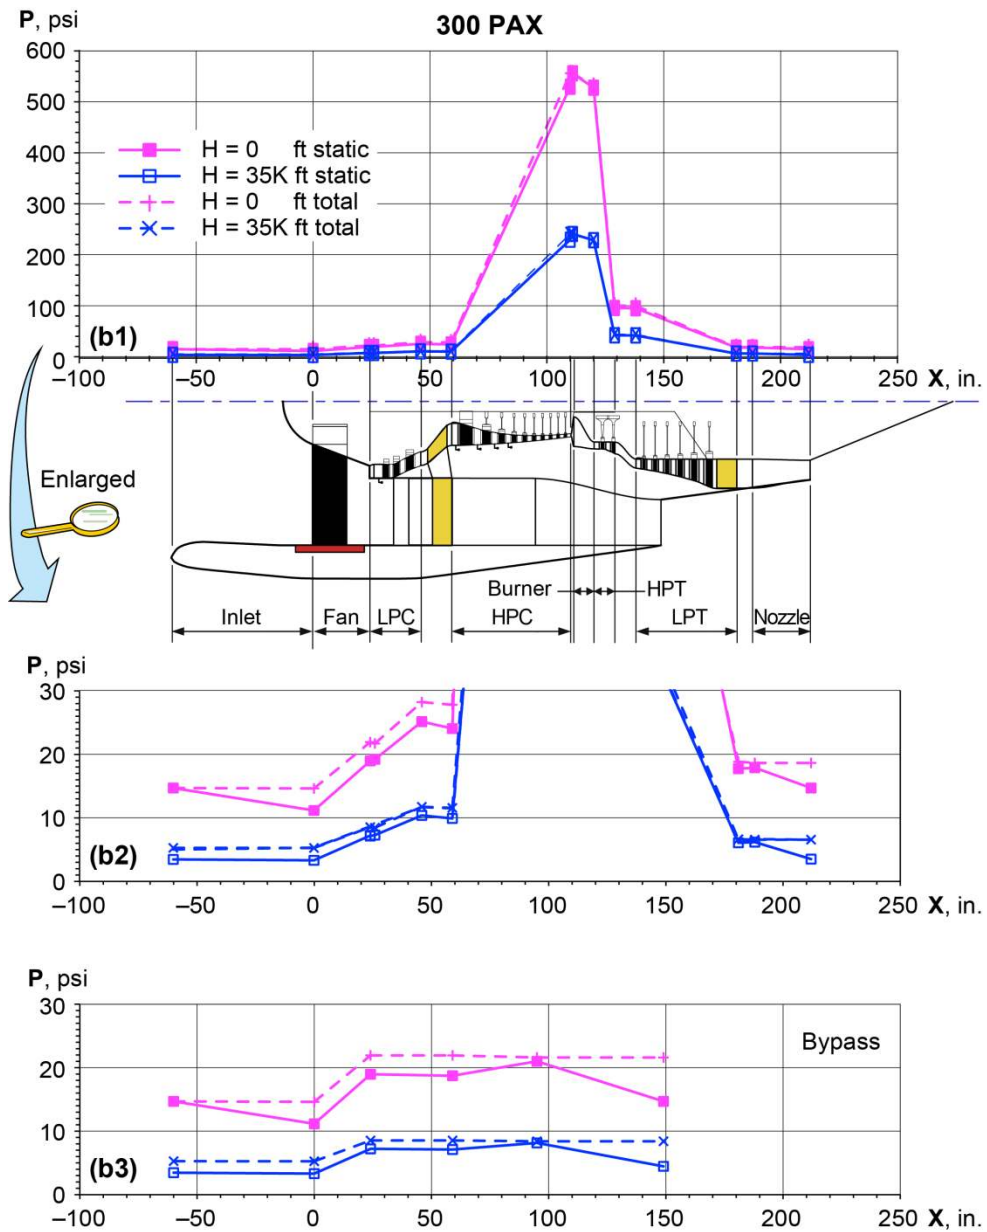 P, psi
300 PAX
600
500
400
300
200
100
0
H = 0 ft static
H = 35K ft static
H = 0 ft total
H = 35K ft total
(b1)
–100 –50 0 50 100 150 200 250 X, in.
Enlarged
Burner HPT
Inlet Fan LPC HPC LPT Nozzle
P, psi
30
20
10
0
(b2)
–100 –50 0 50 100 150 200 250 X, in.
P, psi
30
20
10
0
Bypass
(b3)
–100 –50 0 50 100 150 200 250 X, in.